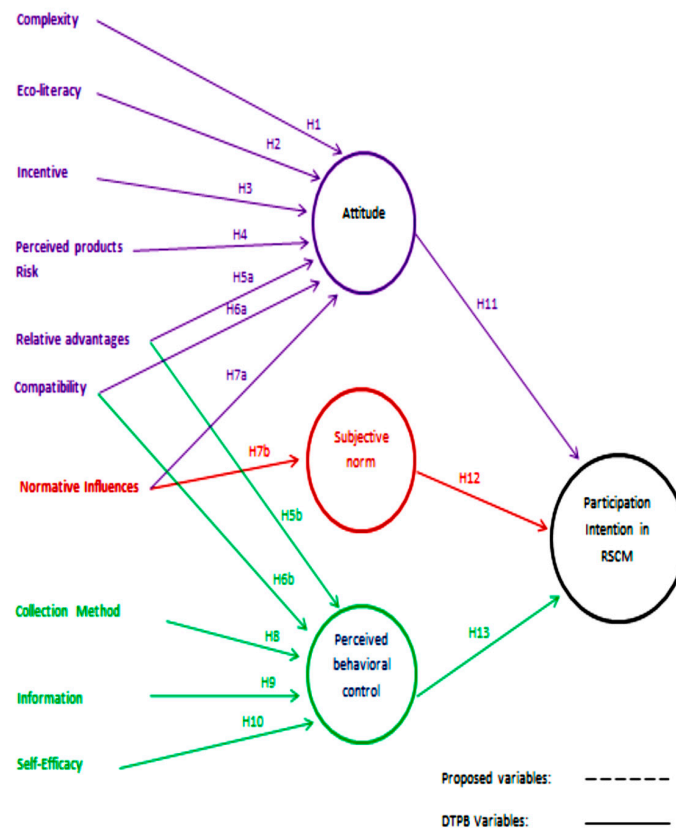 Complexity
Eco-literacy
H1
H2
Incentive
H3
Attitude
H4
Perceived products
Risk
H5a
H6a
H11
Relative advantages
Compatibility
H7a
Subjective
norm
H7b
Normative Influences
H12
Participation
Intention in
RSCM
H5b
H6b
Collection Method
H8
Perceived
behavioral
control
H13
H9
Information
H10
Self-Efficacy
Proposed variables:
DTPB Variables: